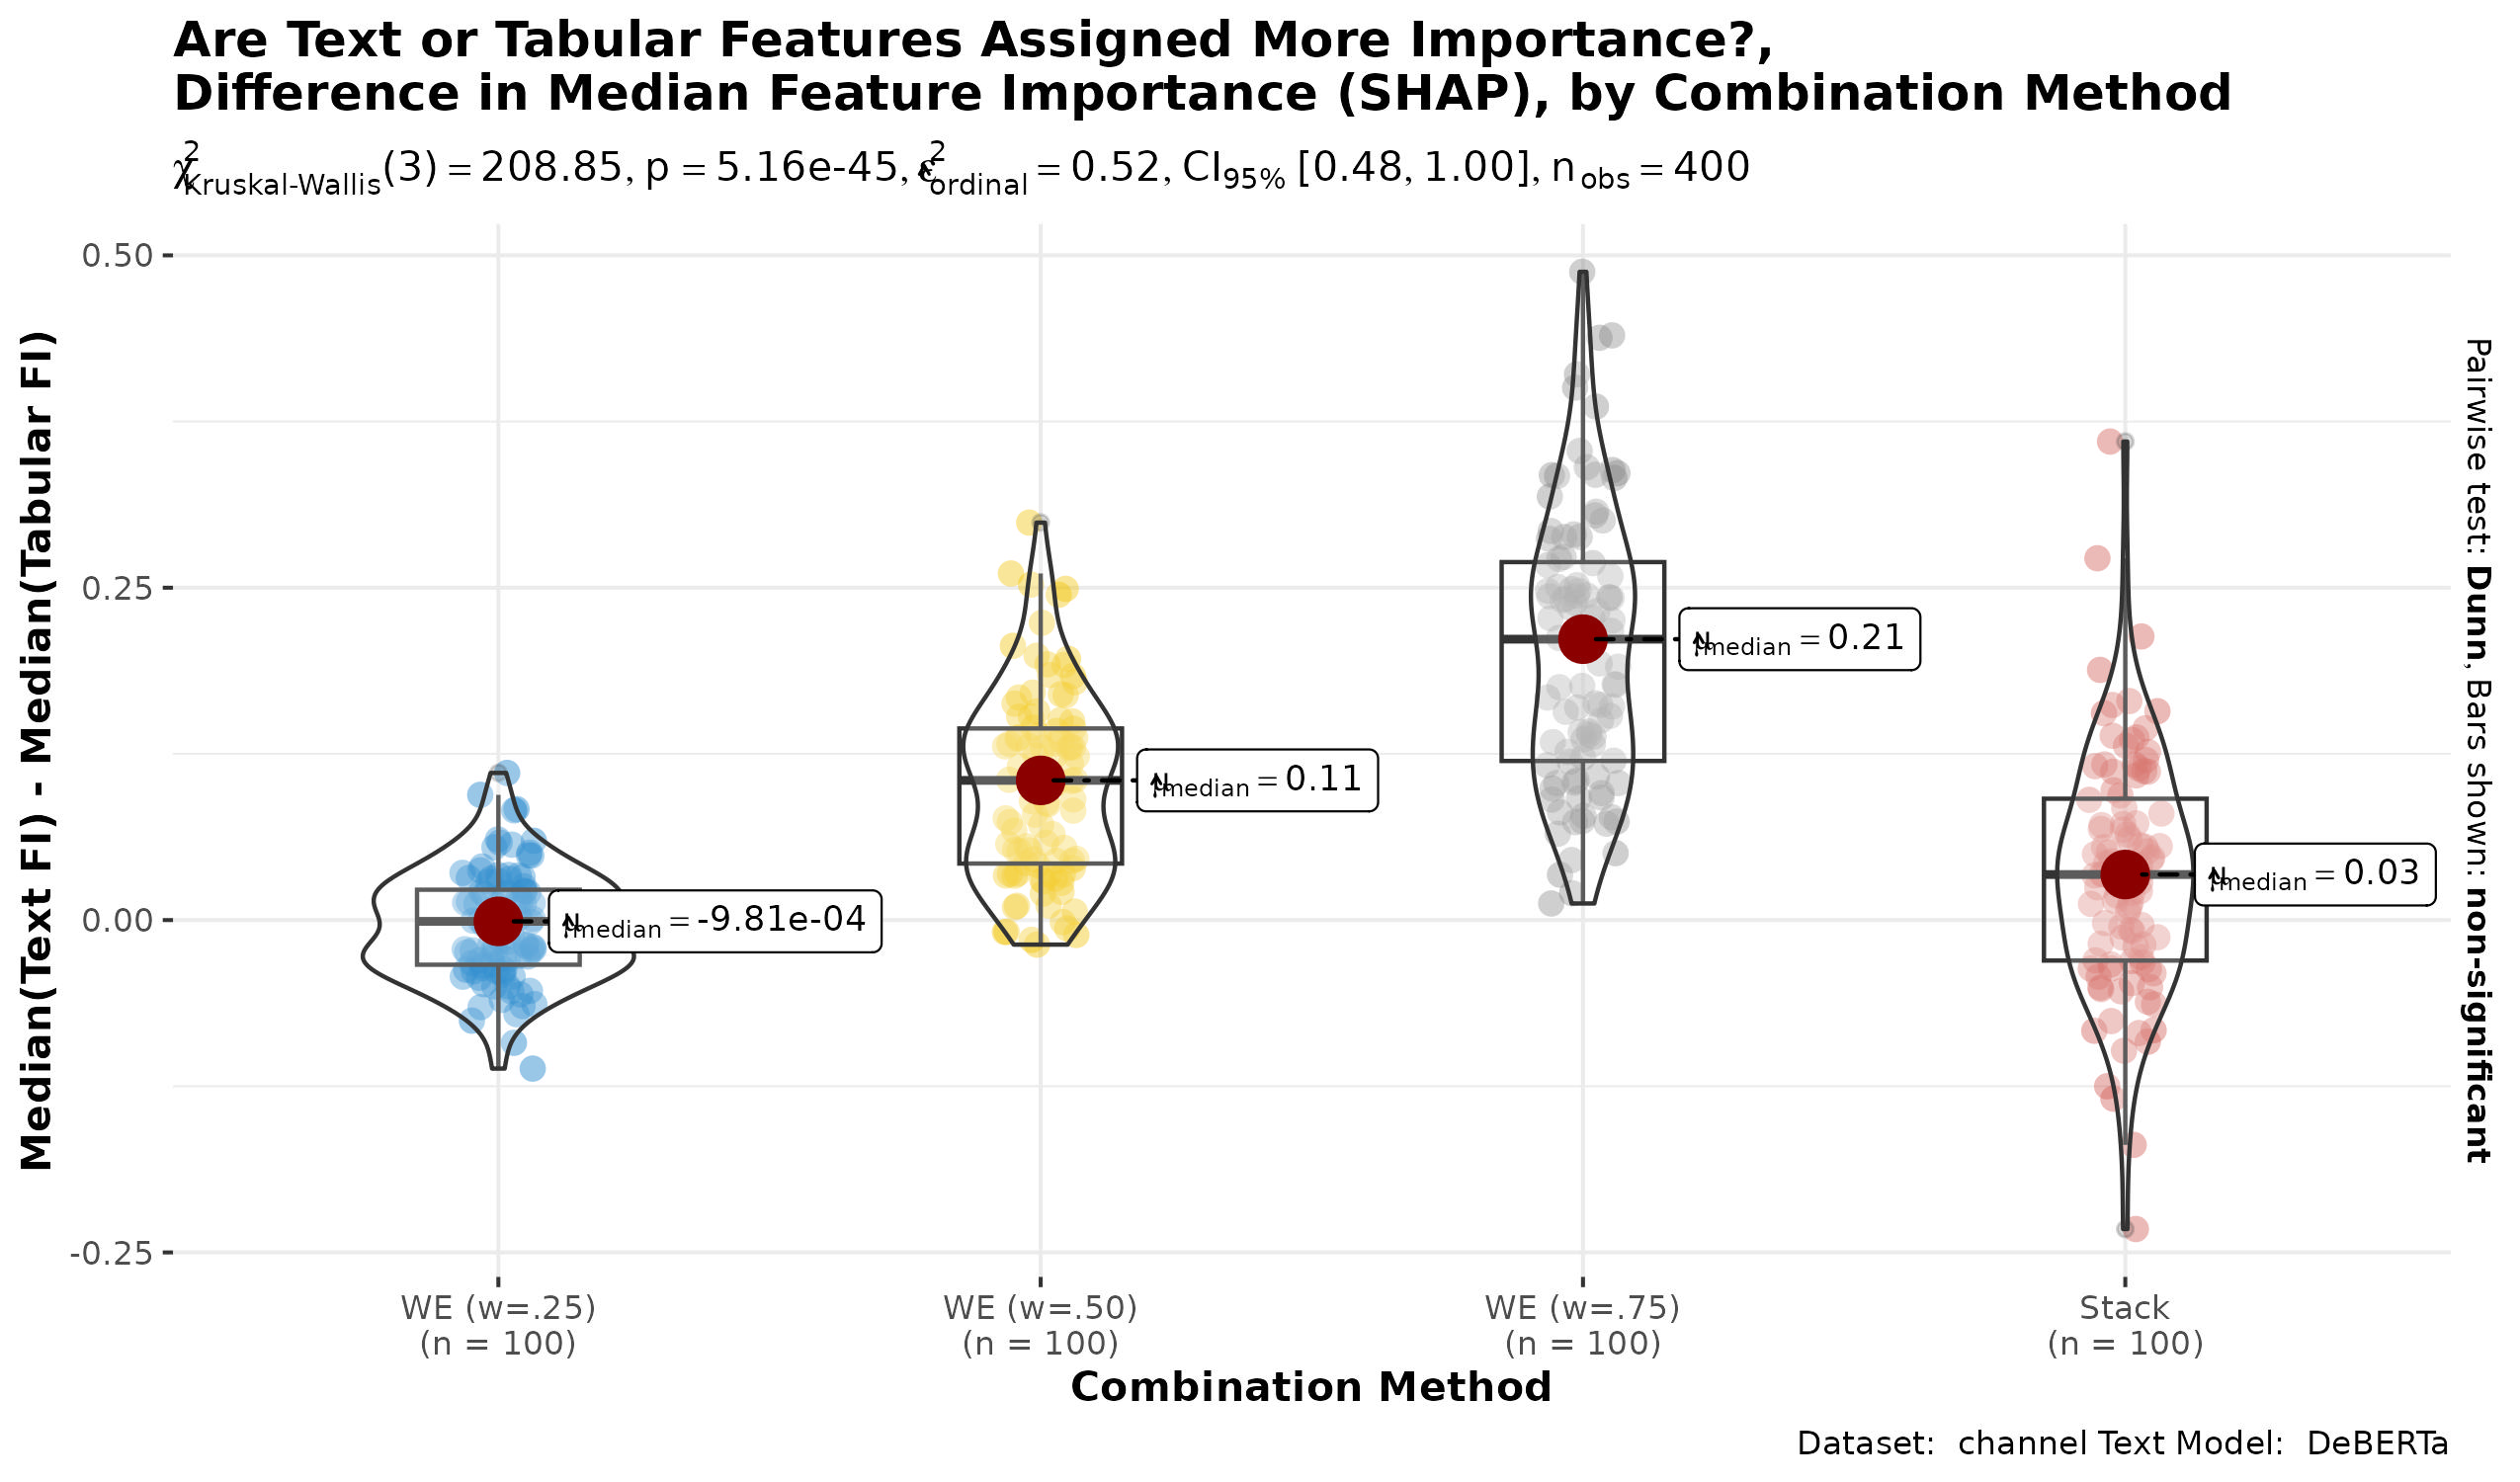 Are Text or Tabular Features Assigned More Importance?,
Difference in Median Feature Importance (SHAP), by Combination Method
χ²Kruskal-Wallis(3) = 208.85, p = 5.16e-45, ε̂²ordinal = 0.52, CI95% [0.48, 1.00], nobs = 400
Median(Text FI) - Median(Tabular FI)
0.50
0.25
0.00
-0.25
μ̂median = -9.81e-04
μ̂median = 0.11
μ̂median = 0.21
μ̂median = 0.03
Pairwise test: Dunn, Bars shown: non-significant
WE (w=.25)
(n = 100)
WE (w=.50)
(n = 100)
WE (w=.75)
(n = 100)
Stack
(n = 100)
Combination Method
Dataset:  channel Text Model:  DeBERTa